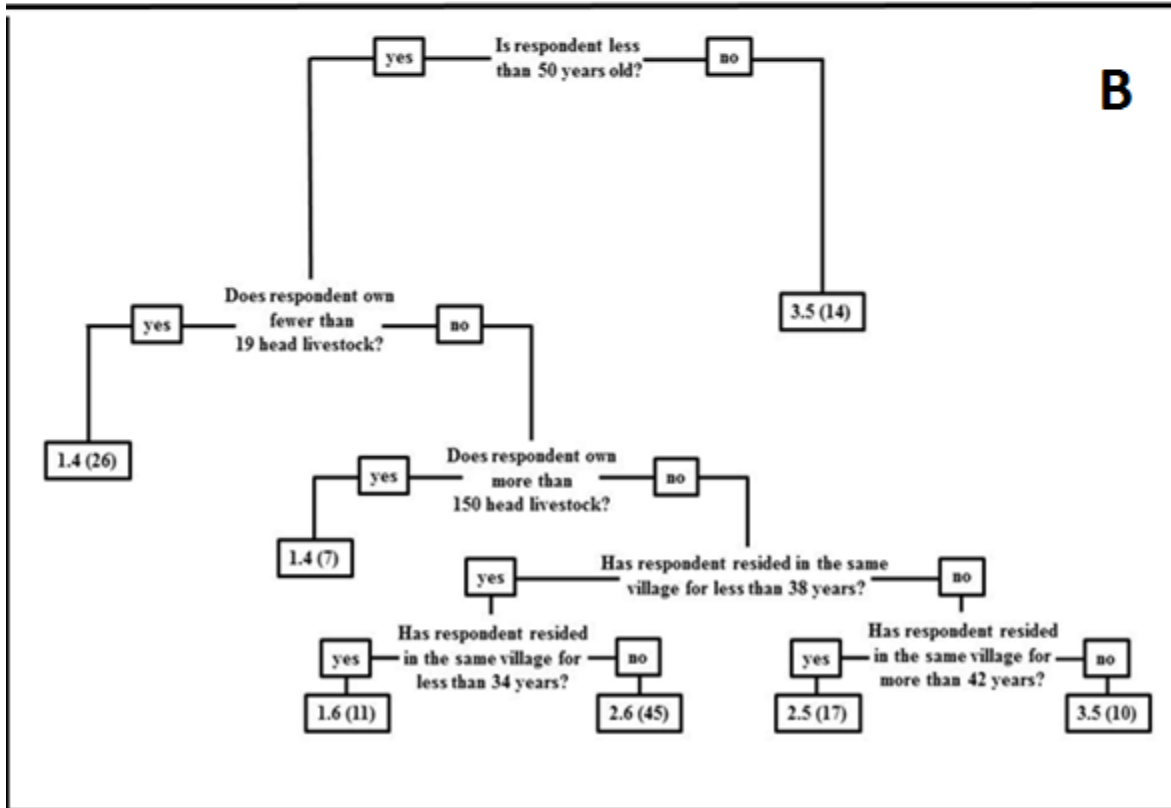 yes
Is respondent less
than 50 years old?
no
B
yes
Does respondent own
fewer than
19 head livestock?
no
3.5 (14)
1.4 (26)
yes
Does respondent own
more than
150 head livestock?
no
1.4 (7)
yes
Has respondent resided in the same
village for less than 38 years?
no
yes
Has respondent resided
in the same village for
less than 34 years?
no
yes
Has respondent resided
in the same village for
more than 42 years?
no
1.6 (11)
2.6 (45)
2.5 (17)
3.5 (10)